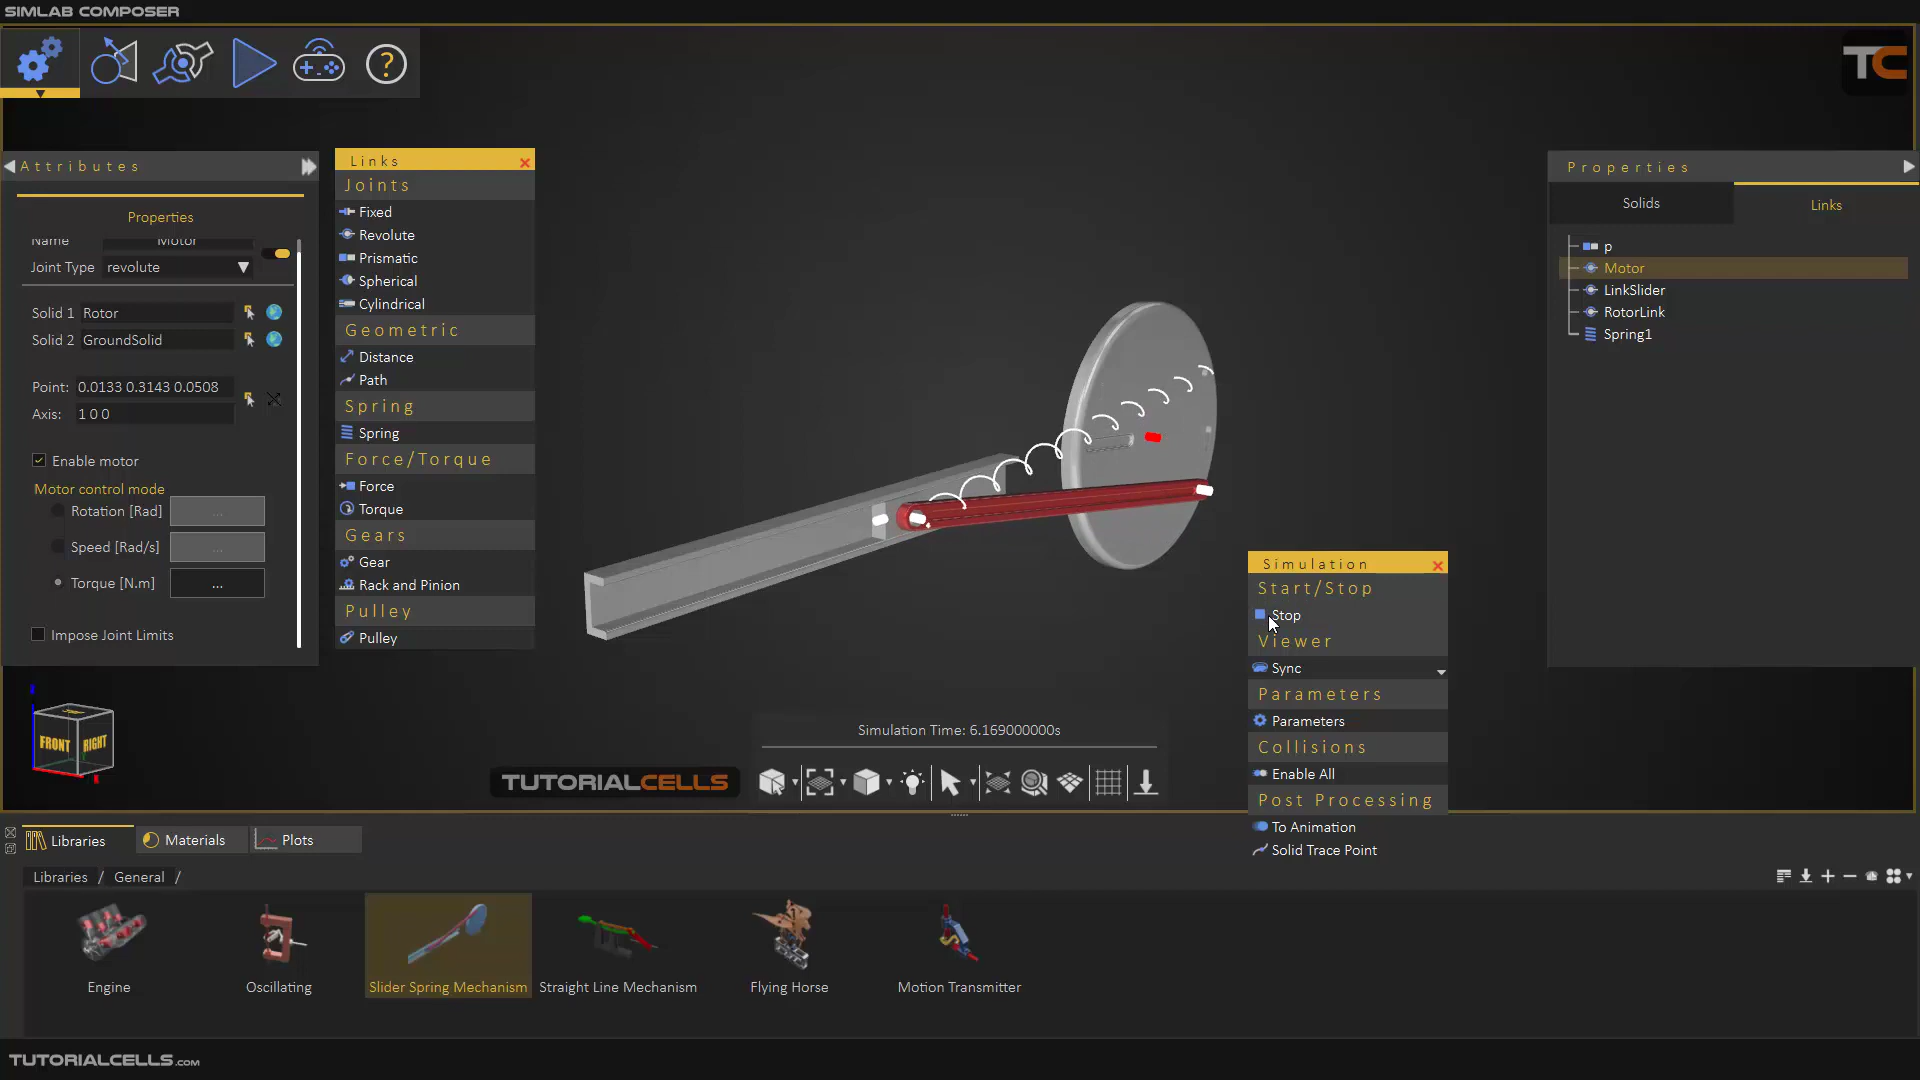 SIMLAB COMPOSER
TC
Attributes
Properties
Name Motor
Joint Type revolute
Solid 1 Rotor
Solid 2 GroundSolid
Point: 0.0133 0.3143 0.0508
Axis: 1 0 0
Enable motor
Motor control mode
Rotation [Rad] ...
Speed [Rad/s] ...
Torque [N.m] ...
Impose Joint Limits
Links
Joints
Fixed
Revolute
Prismatic
Spherical
Cylindrical
Geometric
Distance
Path
Spring
Spring
Force/Torque
Force
Torque
Gears
Gear
Rack and Pinion
Pulley
Pulley
Properties
Solids Links
p
Motor
LinkSlider
RotorLink
Spring1
Simulation
Start/Stop
Stop
Viewer
Sync
Parameters
Parameters
Collisions
Enable All
Post Processing
To Animation
Solid Trace Point
FRONT RIGHT
Simulation Time: 6.169000000s
TUTORIALCELLS
Libraries Materials Plots
Libraries / General /
Engine
Oscillating
Slider Spring Mechanism
Straight Line Mechanism
Flying Horse
Motion Transmitter
TUTORIALCELLS.COM